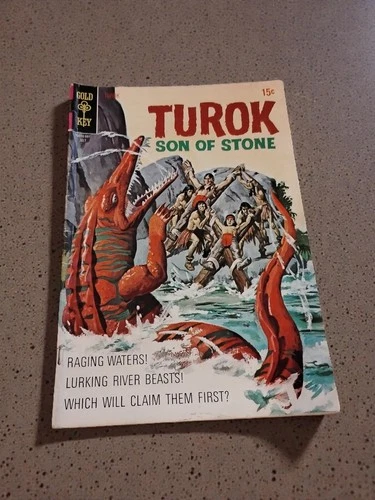 GOLD
KEY
15¢
TUROK
SON OF STONE
RAGING WATERS!
LURKING RIVER BEASTS!
WHICH WILL CLAIM THEM FIRST?